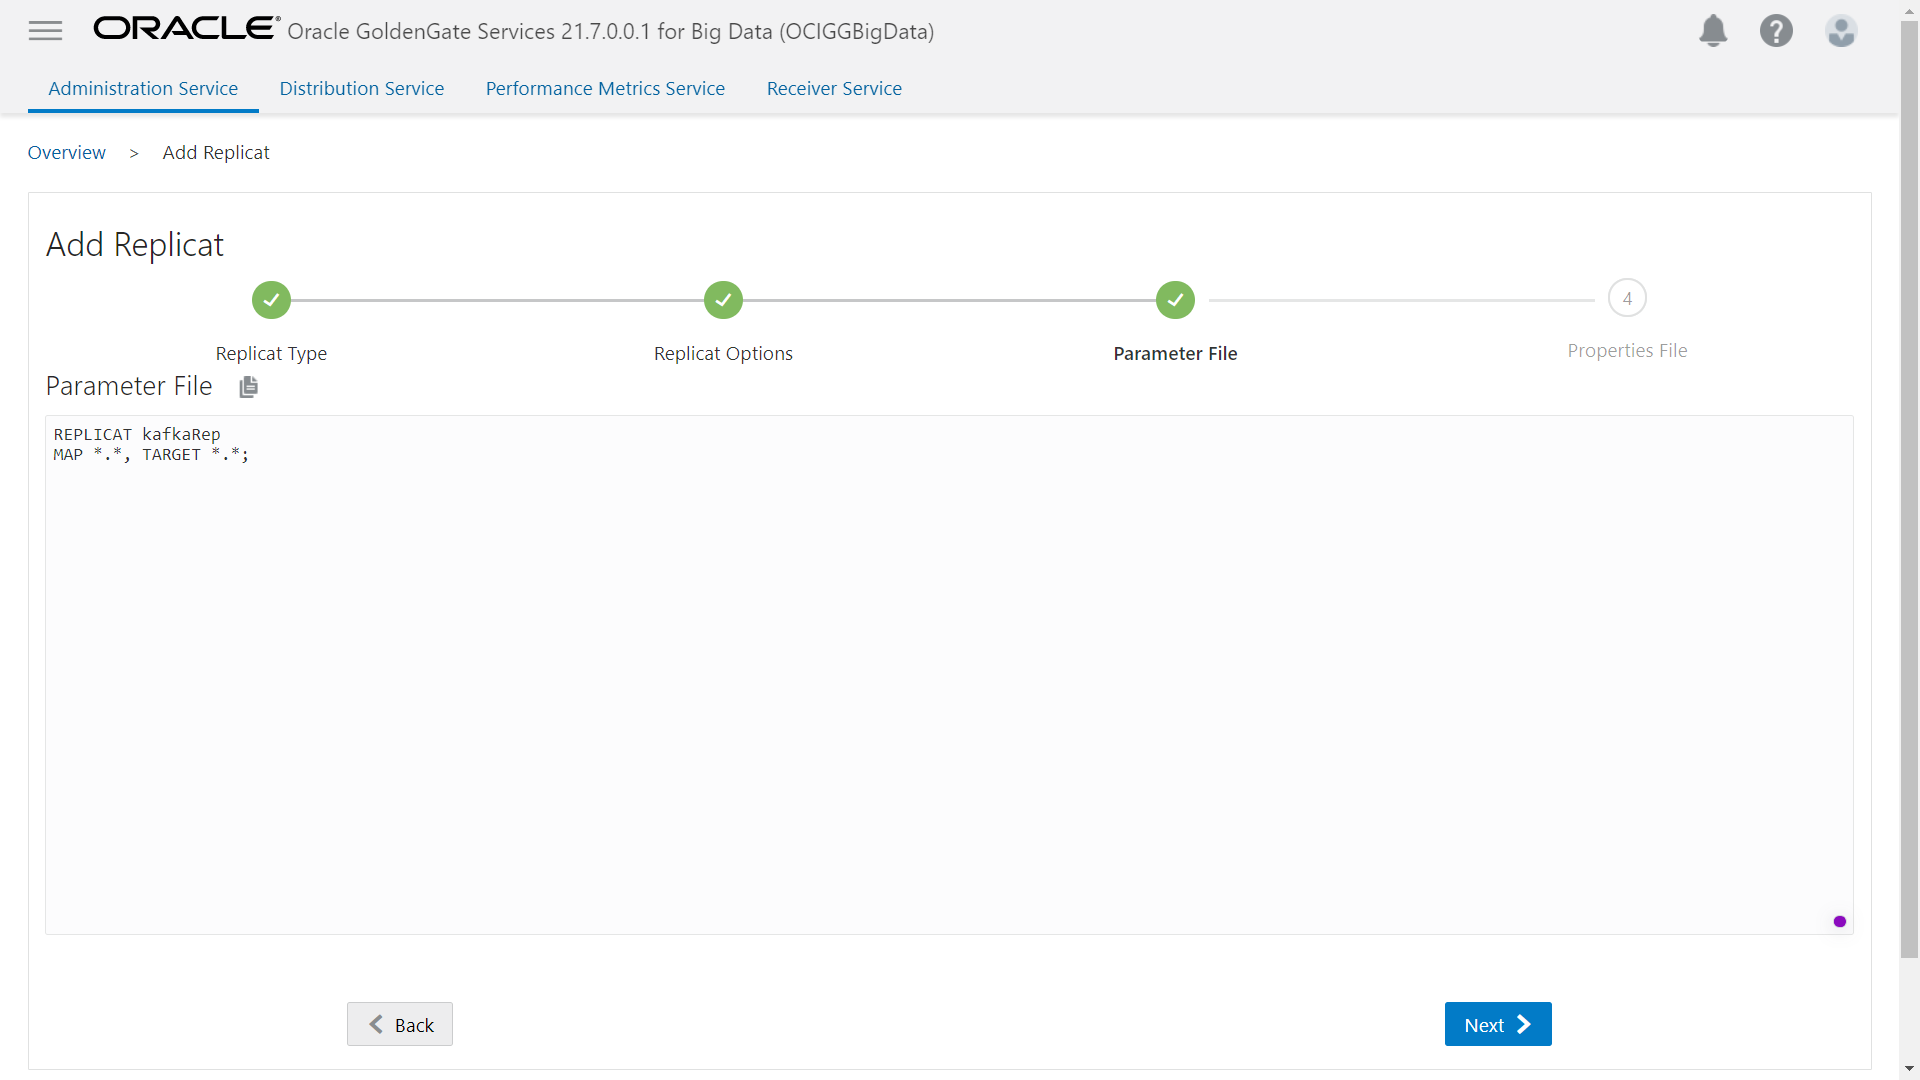 ORACLE® Oracle GoldenGate Services 21.7.0.0.1 for Big Data (OCIGGBigData)
Administration Service Distribution Service Performance Metrics Service Receiver Service
Overview > Add Replicat
Add Replicat
4
Replicat Type Replicat Options Parameter File Properties File
Parameter File
REPLICAT kafkaRep
MAP *.*, TARGET *.*;
Back Next